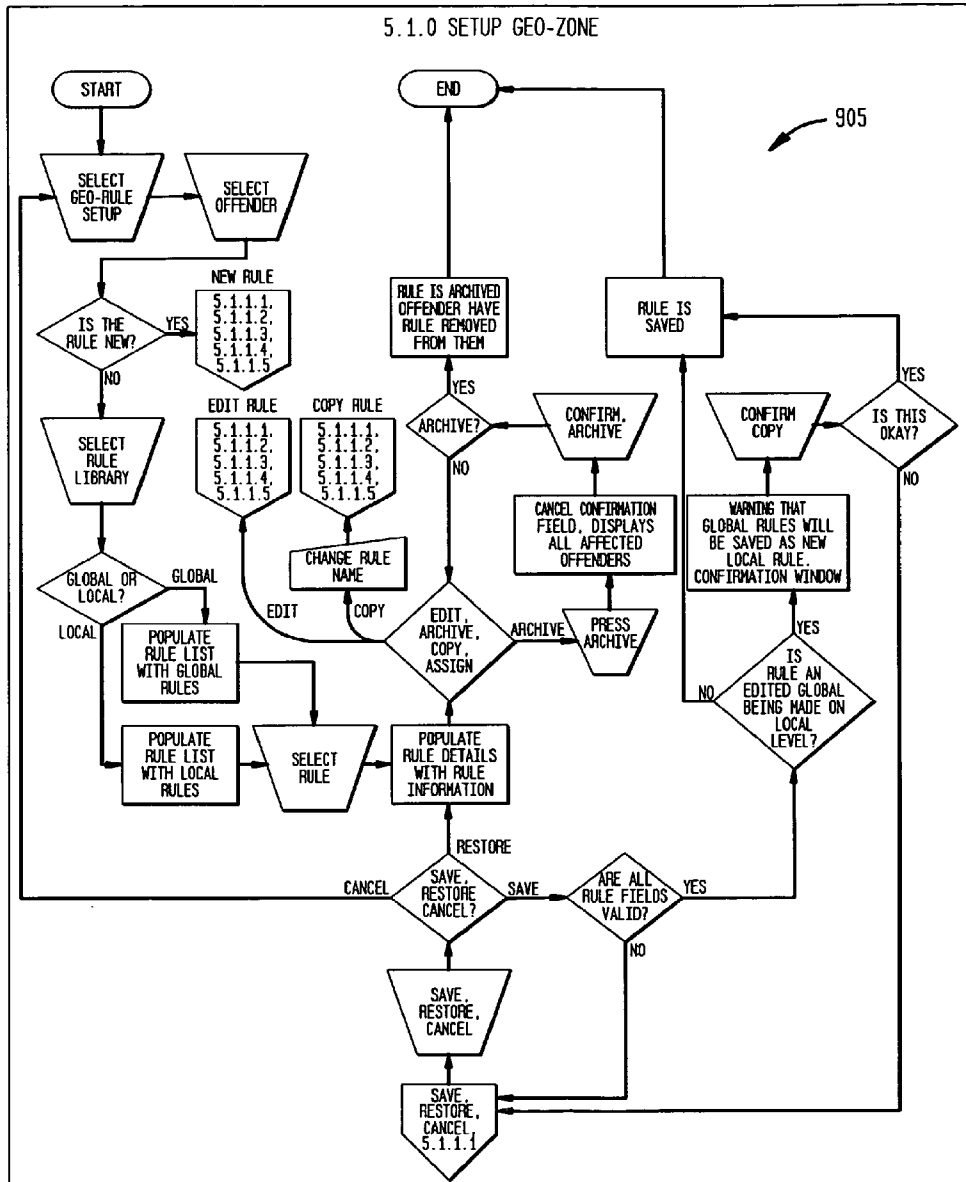 5.1.0 SETUP GEO-ZONE
START
END
905
SELECT
GEO-RULE
SETUP
SELECT
OFFENDER
NEW RULE
5.1.1.1,
5.1.1.2,
5.1.1.3,
5.1.1.4,
5.1.1.5
IS THE
RULE NEW?
YES
NO
RULE IS ARCHIVED
OFFENDER HAVE
RULE REMOVED
FROM THEM
RULE IS
SAVED
EDIT RULE
5.1.1.1,
5.1.1.2,
5.1.1.3,
5.1.1.4,
5.1.1.5
COPY RULE
5.1.1.1,
5.1.1.2,
5.1.1.3,
5.1.1.4,
5.1.1.5
YES
ARCHIVE?
NO
CONFIRM,
ARCHIVE
CONFIRM
COPY
YES
IS THIS
OKAY?
NO
SELECT
RULE
LIBRARY
CHANGE RULE
NAME
CANCEL CONFIRMATION
FIELD, DISPLAYS
ALL AFFECTED
OFFENDERS
WARNING THAT
GLOBAL RULES WILL
BE SAVED AS NEW
LOCAL RULE.
CONFIRMATION WINDOW
GLOBAL OR
LOCAL?
GLOBAL
LOCAL
EDIT
COPY
EDIT,
ARCHIVE,
COPY,
ASSIGN
ARCHIVE
PRESS
ARCHIVE
YES
IS
RULE AN
EDITED GLOBAL
BEING MADE ON
LOCAL
LEVEL?
NO
POPULATE
RULE LIST
WITH GLOBAL
RULES
POPULATE
RULE LIST
WITH LOCAL
RULES
SELECT
RULE
POPULATE
RULE DETAILS
WITH RULE
INFORMATION
RESTORE
CANCEL
SAVE,
RESTORE
CANCEL?
SAVE
ARE ALL
RULE FIELDS
VALID?
YES
NO
SAVE,
RESTORE,
CANCEL
SAVE,
RESTORE,
CANCEL,
5.1.1.1